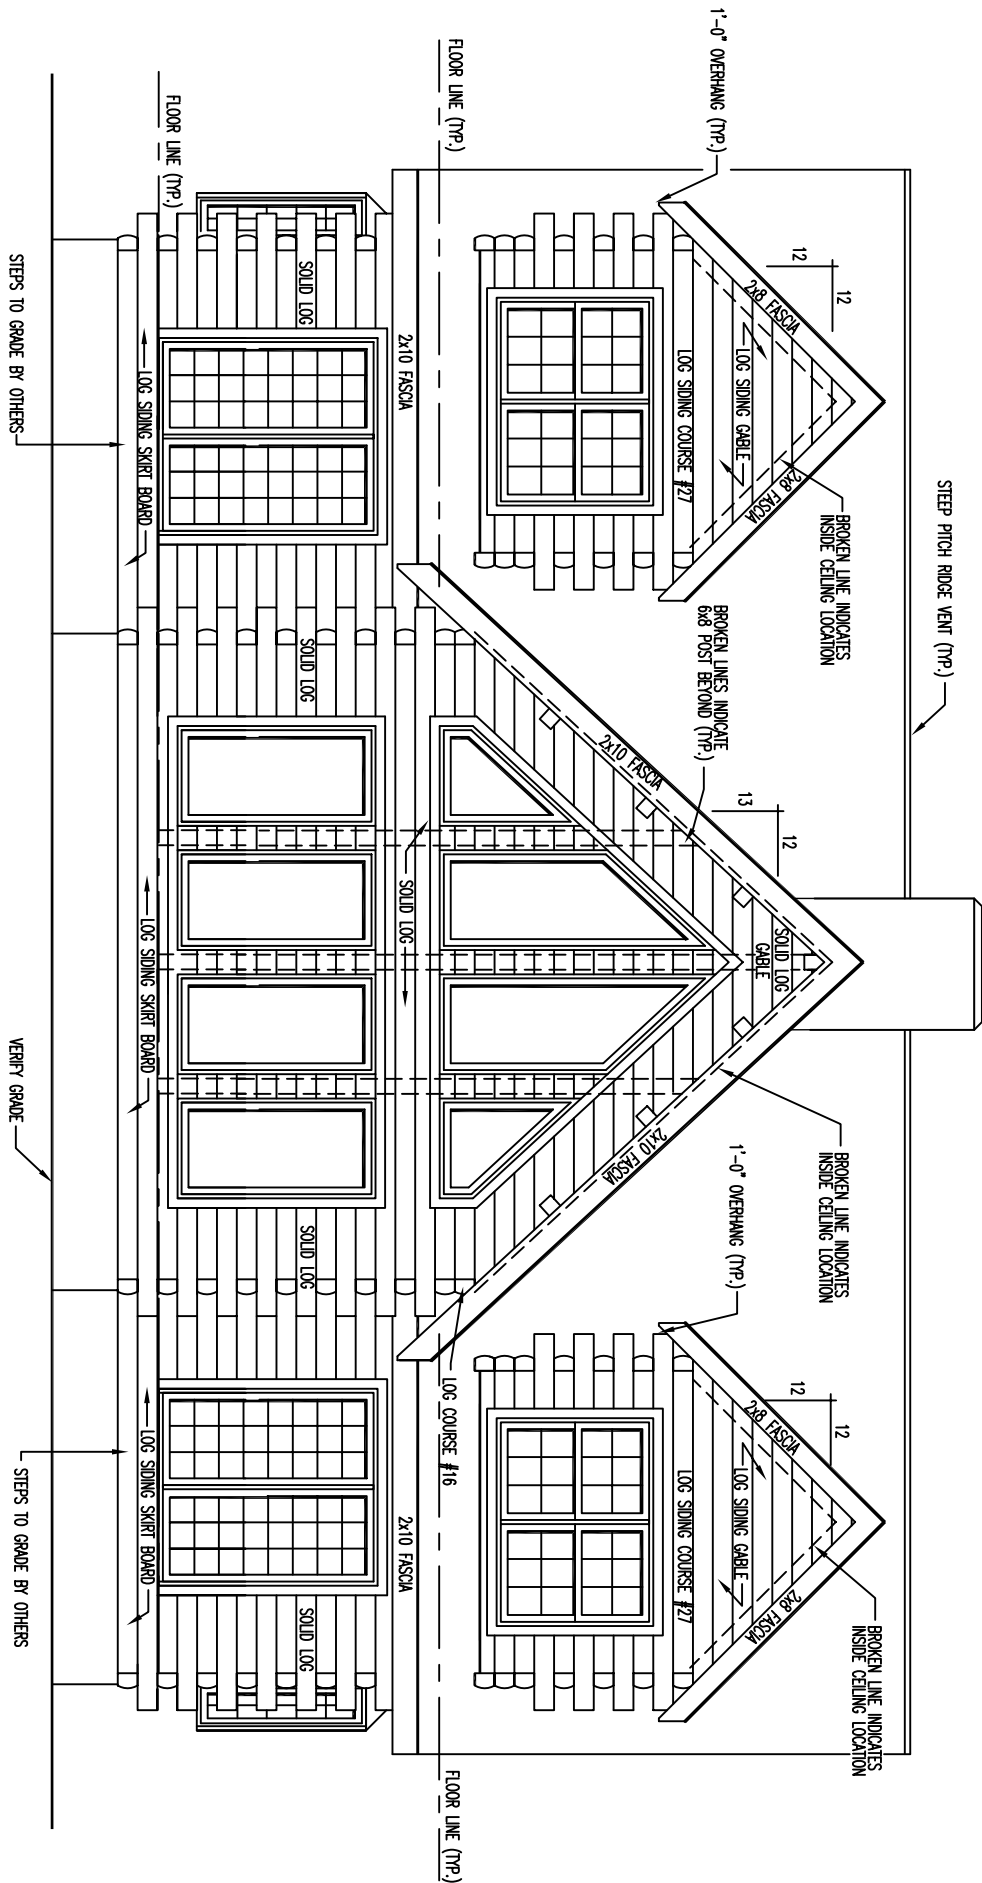 STEEP PITCH RIDGE VENT (TYP.)
1'-0" OVERHANG (TYP.)
12
12
2x8 FASCIA
2x8 FASCIA
LOG SIDING GABLE
LOG SIDING COURSE #27
BROKEN LINE INDICATES
INSIDE CEILING LOCATION
BROKEN LINES INDICATE
6x8 POST BEYOND (TYP.)
13
12
2x10 FASCIA
2x10 FASCIA
SOLID LOG
GABLE
BROKEN LINE INDICATES
INSIDE CEILING LOCATION
1'-0" OVERHANG (TYP.)
12
12
2x8 FASCIA
2x8 FASCIA
LOG SIDING GABLE
LOG SIDING COURSE #27
BROKEN LINE INDICATES
INSIDE CEILING LOCATION
FLOOR LINE (TYP.)
FLOOR LINE (TYP.)
LOG COURSE #16
2x10 FASCIA
SOLID LOG
2x10 FASCIA
SOLID LOG
SOLID LOG
SOLID LOG
SOLID LOG
FLOOR LINE (TYP.)
LOG SIDING SKIRT BOARD
LOG SIDING SKIRT BOARD
LOG SIDING SKIRT BOARD
STEPS TO GRADE BY OTHERS
VERIFY GRADE
STEPS TO GRADE BY OTHERS